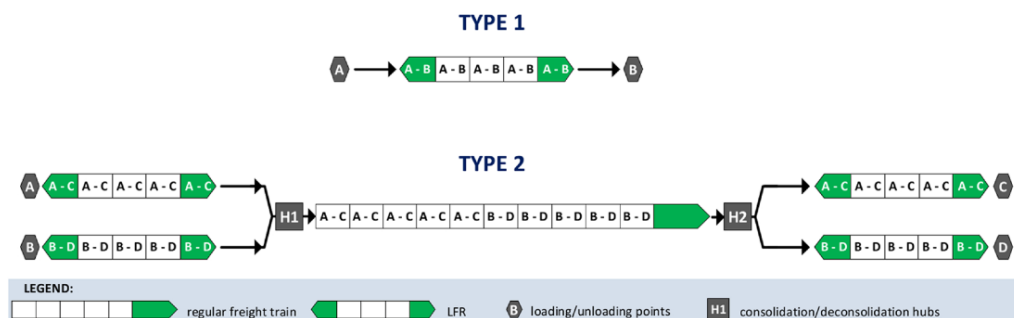 TYPE 1
A A - B A - B A - B A - B A - B B
TYPE 2
A A - C A - C A - C A - C A - C A - C A - C A - C A - C A - C C
H1 A - C A - C A - C A - C A - C B - D B - D B - D B - D B - D H2
B B - D B - D B - D B - D B - D B - D B - D B - D B - D B - D D
LEGEND:
regular freight train LFR B loading/unloading points H1 consolidation/deconsolidation hubs